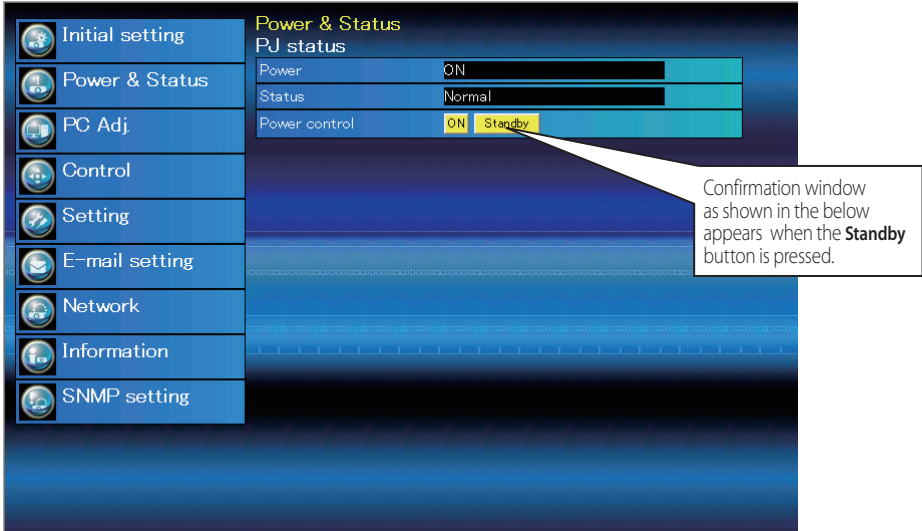 Initial setting
Power & Status
PC Adj.
Control
Setting
E-mail setting
Network
Information
SNMP setting
Power & Status
PJ status
Power ON
Status Normal
Power control ON Standby
Confirmation window
as shown in the below
appears when the Standby
button is pressed.